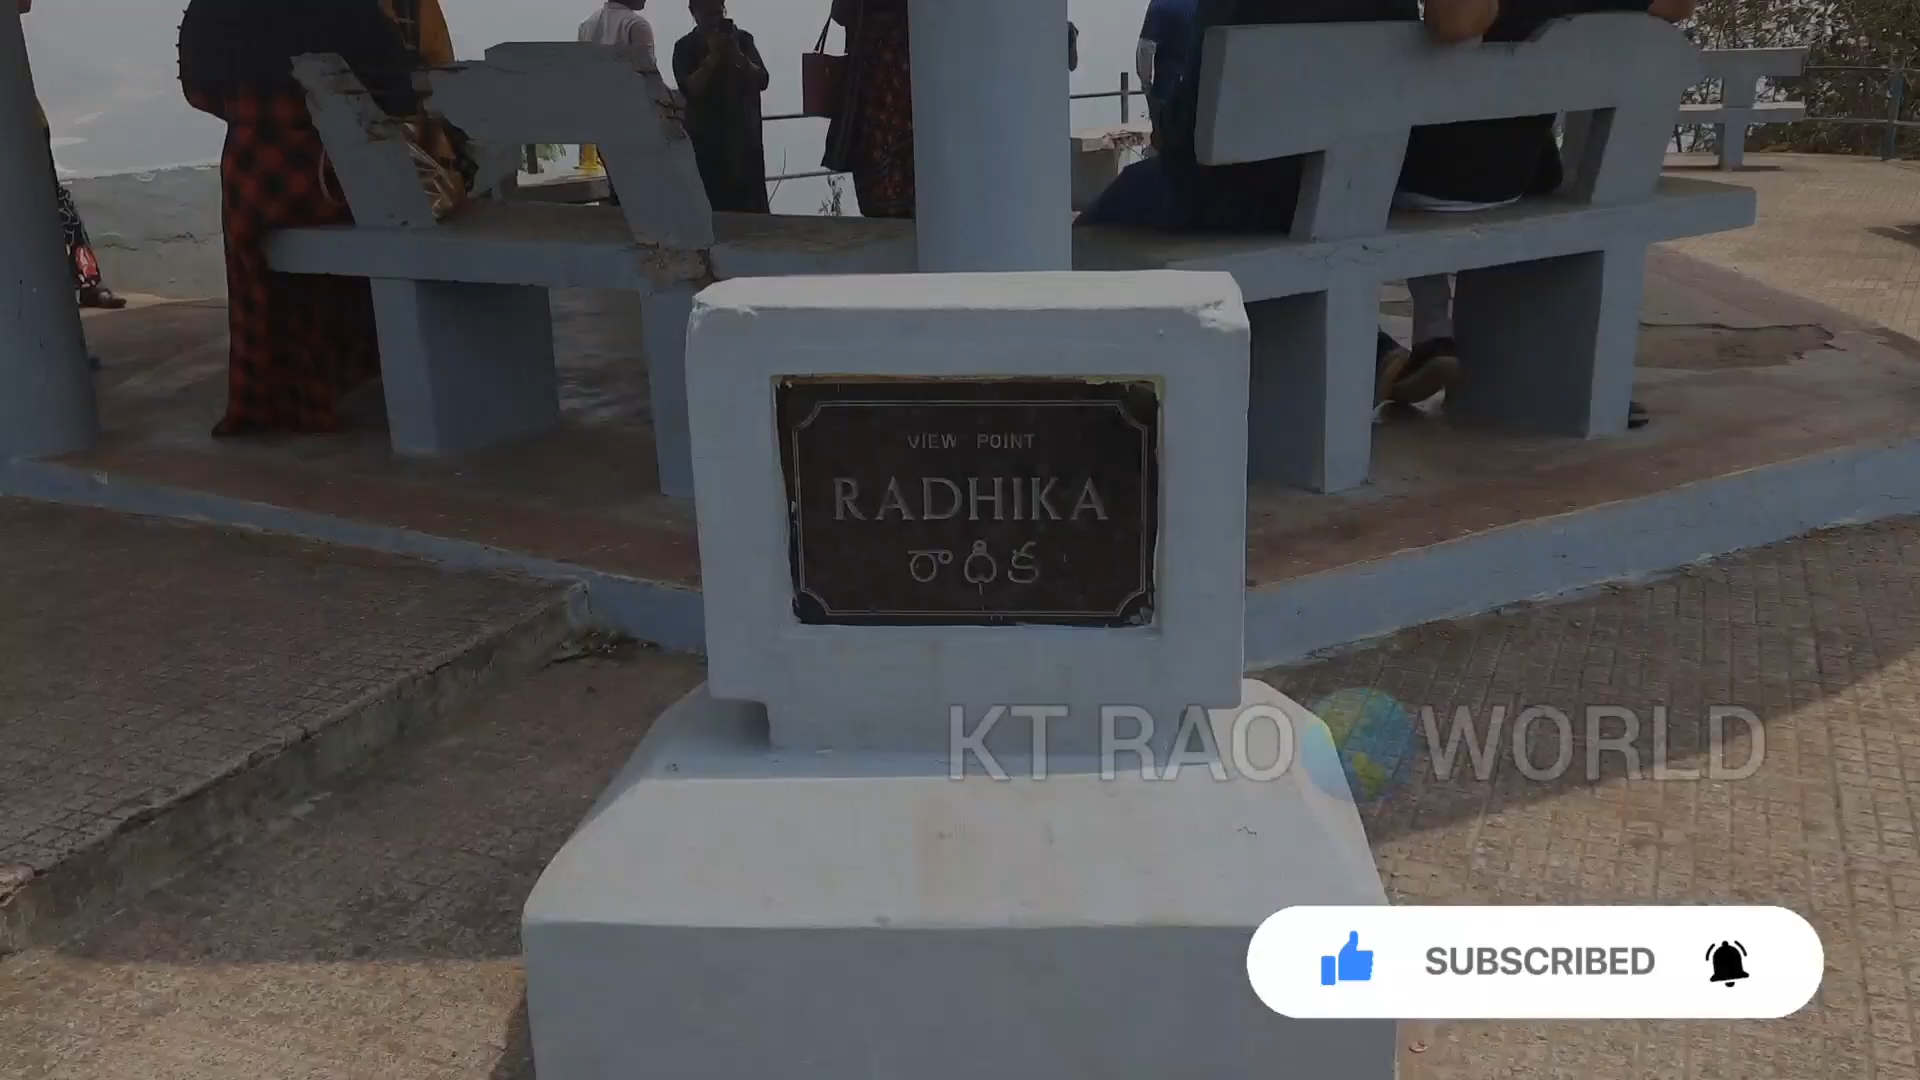 VIEW POINT
RADHIKA
రాధిక
KT RAO WORLD
SUBSCRIBED